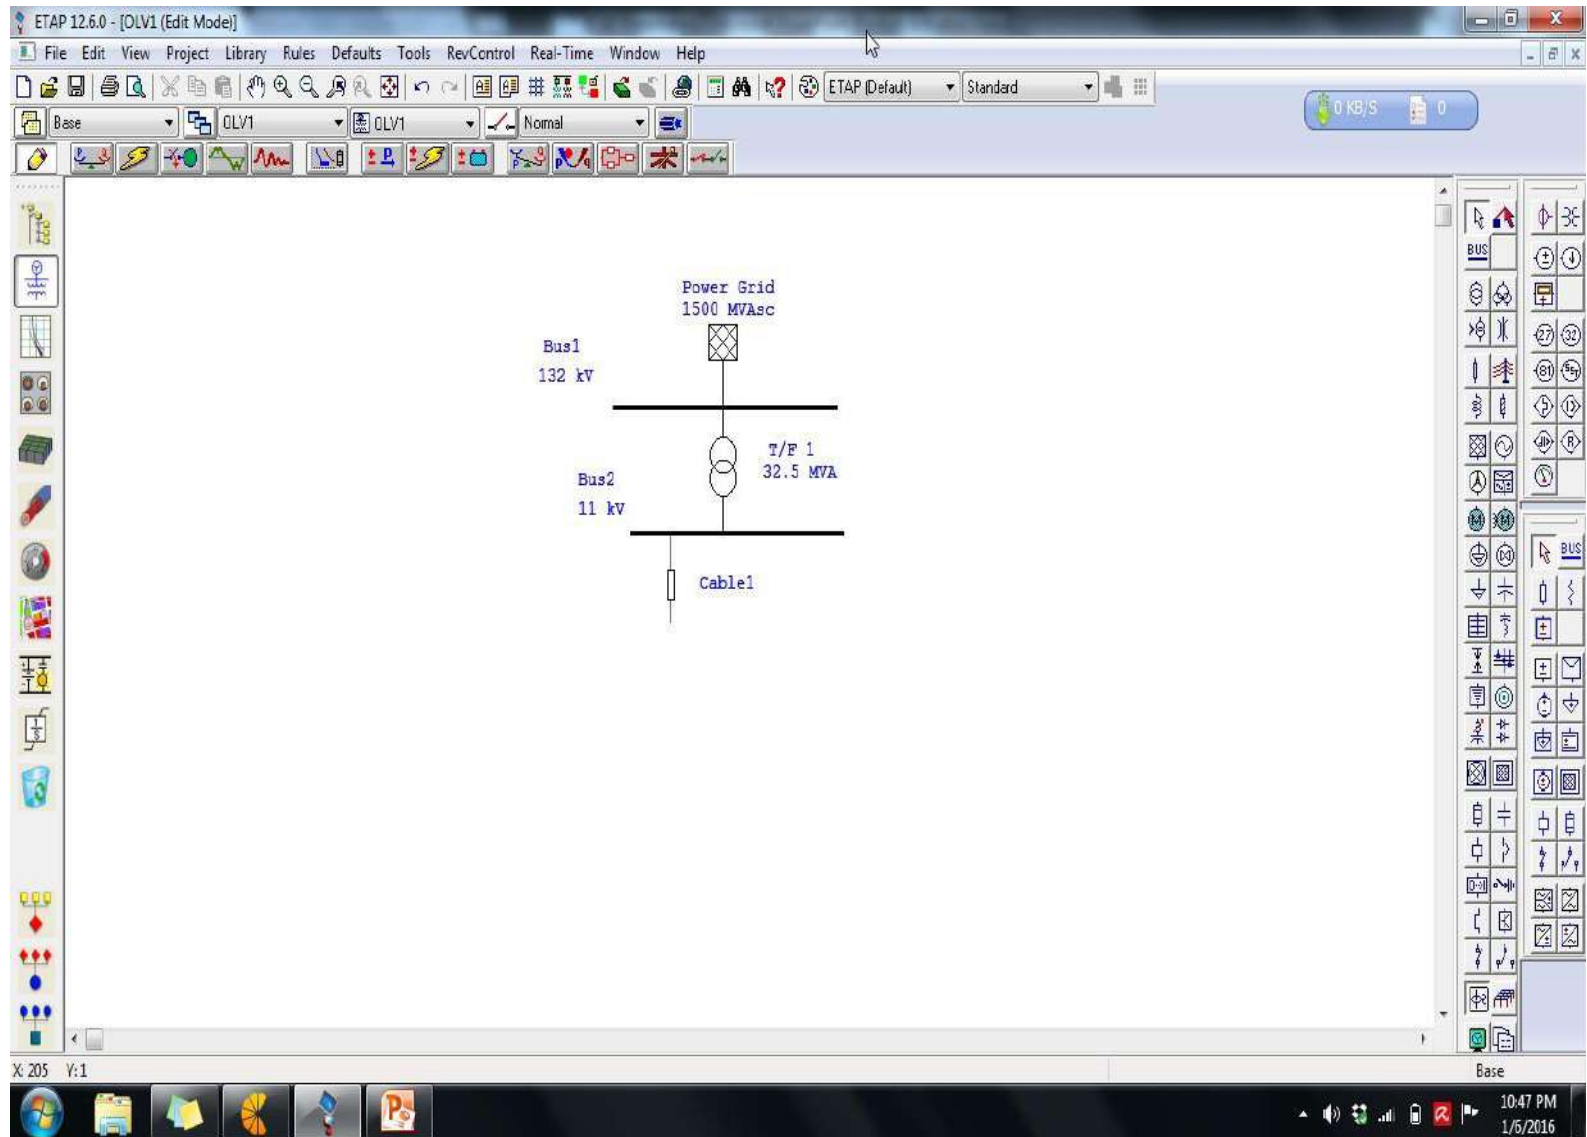 ETAP 12.6.0 - [OLV1 (Edit Mode)]
File Edit View Project Library Rules Defaults Tools RevControl Real-Time Window Help
ETAP (Default) Standard
0 KB/S 0
Base OLV1 OLV1 Normal
BUS
Power Grid
1500 MVAsc
Bus1
132 kV
T/F 1
32.5 MVA
Bus2
11 kV
BUS
Cable1
X: 205 Y:1
Base
10:47 PM
1/6/2016